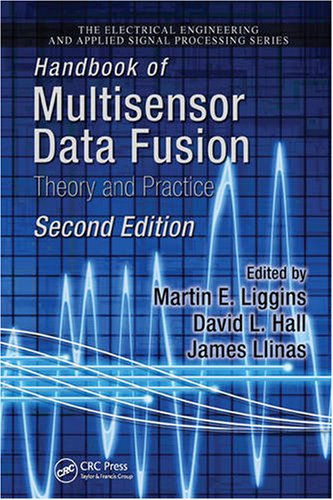 THE ELECTRICAL ENGINEERING
AND APPLIED SIGNAL PROCESSING SERIES
Handbook of
Multisensor
Data Fusion
Theory and Practice
Second Edition
Edited by
Martin E. Liggins
David L. Hall
James Llinas
CRC CRC Press
Taylor & Francis Group